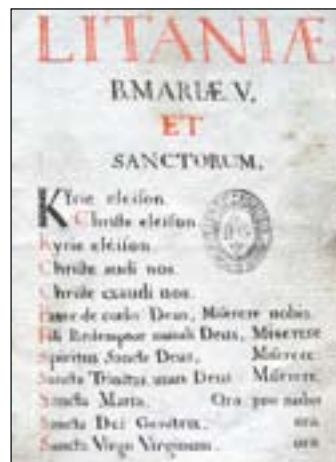 LITANIÆ
B.MARIÆ V.
ET
SANCTORUM.
Kyrie eleison.
Christe eleison.
Kyrie eleison.
Christe audi nos.
Christe exaudi nos.
Pater de coelis Deus, Miserere nobis.
Fili Redemptor mundi Deus, Miserere
Spiritus Sancte Deus, Miserere.
Sancta Trinitas unus Deus Miserere.
Sancta Maria. Ora pro nobis
Sancta Dei Genitrix. ora
Sancta Virgo Virginum. ora